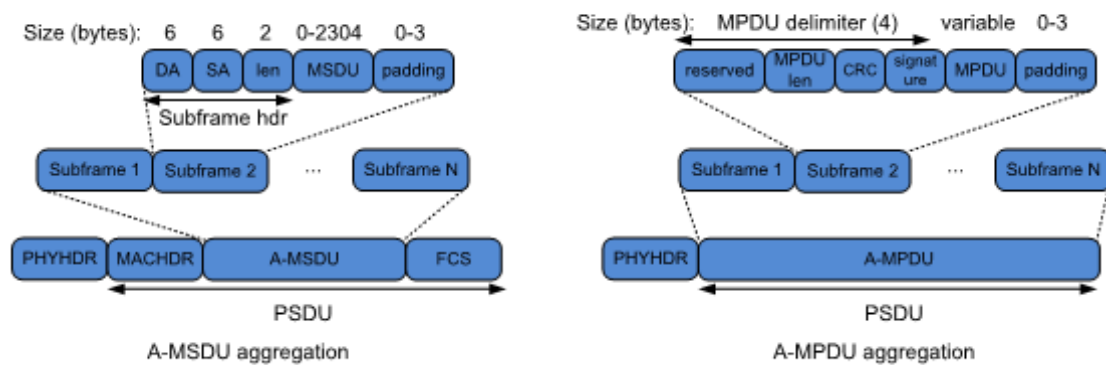 Size (bytes): 6 6 2 0-2304 0-3
DA SA len MSDU padding
Subframe hdr
Subframe 1 Subframe 2 ... Subframe N
PHYHDR MACHDR A-MSDU FCS
PSDU
A-MSDU aggregation
Size (bytes): MPDU delimiter (4) variable 0-3
reserved MPDU len CRC signat ure MPDU padding
Subframe 1 Subframe 2 ... Subframe N
PHYHDR A-MPDU
PSDU
A-MPDU aggregation